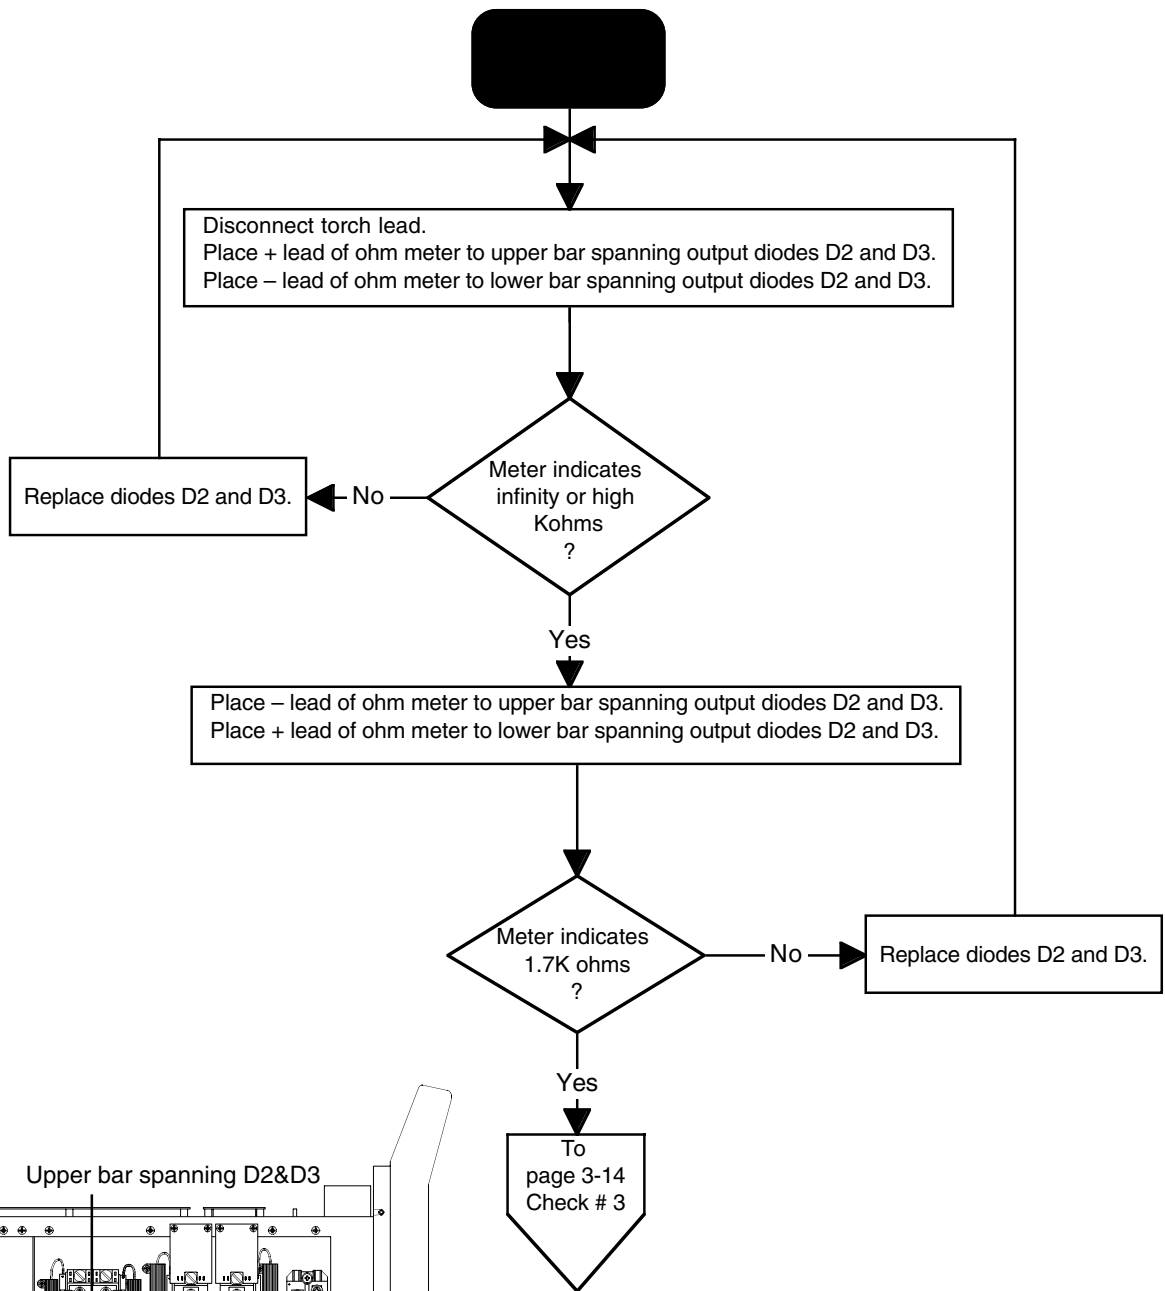 Disconnect torch lead.
Place + lead of ohm meter to upper bar spanning output diodes D2 and D3.
Place – lead of ohm meter to lower bar spanning output diodes D2 and D3.
Meter indicates
infinity or high
Kohms
?
No
Replace diodes D2 and D3.
Yes
Place – lead of ohm meter to upper bar spanning output diodes D2 and D3.
Place + lead of ohm meter to lower bar spanning output diodes D2 and D3.
Meter indicates
1.7K ohms
?
No
Replace diodes D2 and D3.
Yes
To
page 3-14
Check # 3
Upper bar spanning D2&D3